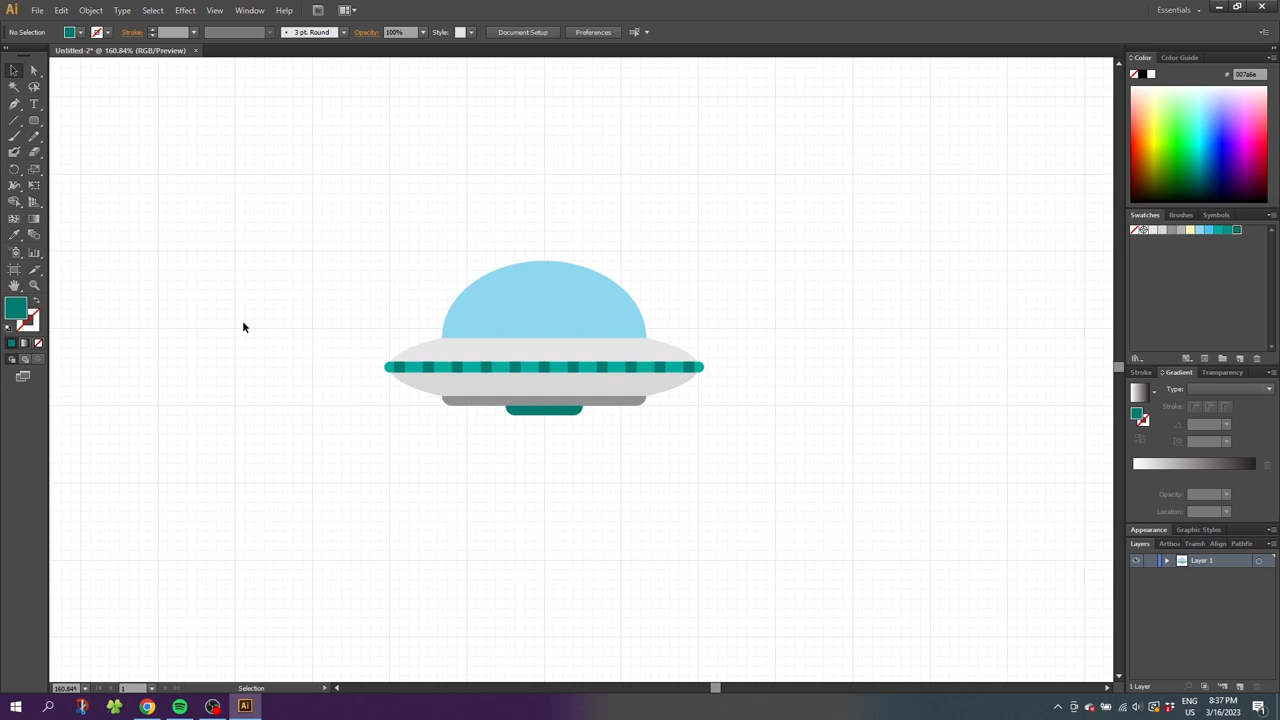 Ai File Edit Object Type Select Effect View Window Help Br Essentials
No Selection Stroke: 3 pt. Round Opacity: 100% Style: Document Setup Preferences
Untitled-2* @ 160.84% (RGB/Preview) ×
Color Color Guide
# 007a6e
Swatches Brushes Symbols
Stroke Gradient Transparency
Type:
Stroke:
Opacity:
Location:
Appearance Graphic Styles
Layers Artboa Transfo Align Pathfin
Layer 1
1 Layer
160.84% 1 Selection
Ai ENG 8:37 PM
US 3/16/2023